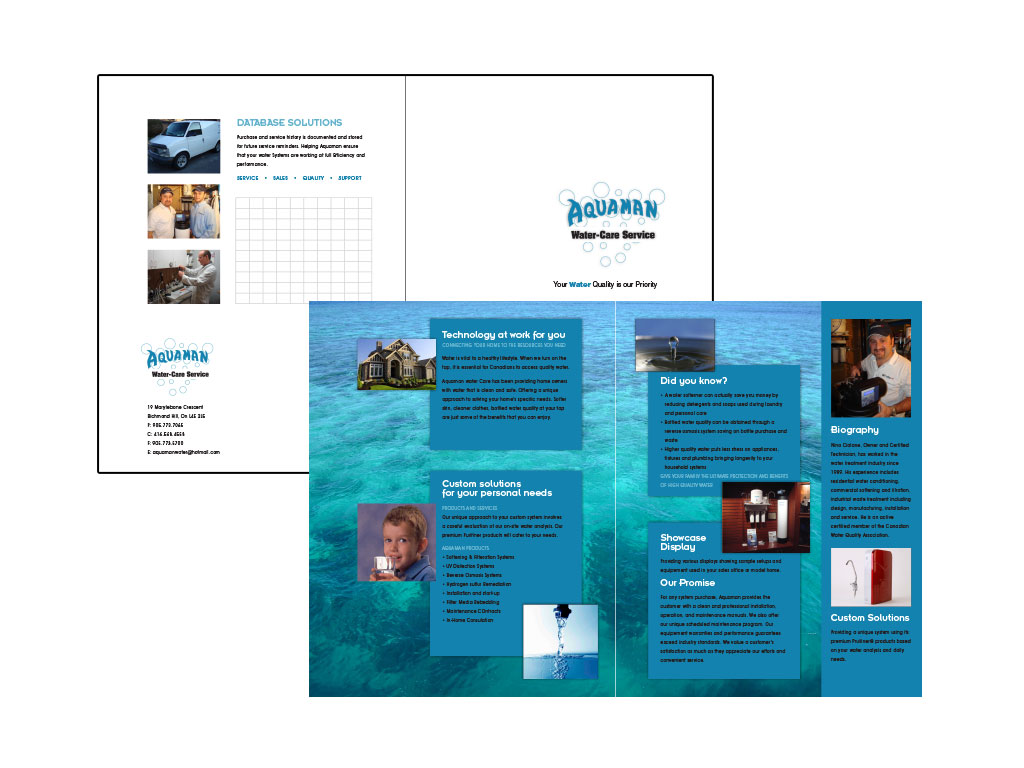 DATABASE SOLUTIONS
Purchase and service history is documented and stored
for future service reminders. Helping Aquaman ensure
that your water Systems are working at full Efficiency and
performance.
SERVICE • SALES • QUALITY • SUPPORT
AQUAMAN
Water-Care Service
19 Marylebone Crescent
Richmond Hill, On L4E 3S5
P: 905.773.7965
C: 416.568.4558
F: 905.773.5700
E: aquamanwater@hotmail.com
AQUAMAN
Water-Care Service
Your Water Quality is our Priority
Technology at work for you
CONNECTING YOUR HOME TO THE RESOURCES YOU NEED
Water is vital to a healthy lifestyle. When we turn on the
tap, it is essential for Canadians to access quality water.
Aquaman water Care has been providing home owners
with water that is clean and safe. Offering a unique
approach to solving your home's specific needs. Softer
skin, cleaner clothes, bottled water quality at your tap
are just some of the benefits that you can enjoy.
Custom solutions
for your personal needs
PRODUCTS AND SERVICES
Our unique approach to your custom system involves
a careful evaluation of our on-site water analysis. Our
premium Puriliner products will cater to your needs.
AQUAMAN PRODUCTS
• Softening & Filteration Systems
• UV Detection Systems
• Reverse Osmosis Systems
• Hydrogen sulfur Remediation
• Installation and startup
• Filter Media Rebedding
• Maintenance Contracts
• In-Home Consultation
Did you know?
• A water softener can actually save you money by
reducing detergents and soaps used during laundry
and personal care
• Bottled water quality can be obtained through a
reverse osmosis system saving on bottle purchase and
waste
• Higher quality water puts less stress on appliances,
fixtures and plumbing bringing longevity to your
household systems
GIVE YOUR FAMILY THE ULTIMATE PROTECTION AND BENEFITS
OF HIGH QUALITY WATER
Showcase
Display
Providing various displays showing sample setups and
equipement used in your sales office or model home.
Our Promise
For any system purchase, Aquaman provides the
customer with a clean and professional installation,
operation, and maintenance manuals. We also offer
our unique scheduled maintenance program. Our
equipement warranties and performance guarantees
exceed industry standards. We value a customer's
satisfaction as much as they appreciate our efforts and
convenient service.
Biography
Nino Cialone, Owner and Certified
Technician, has worked in the
water treatment industry since
1989. His experience includes
residential water conditioning,
commercial softening and filtration
industrial waste treatment including
design, manufacturing, installation
and service. He is an active
certified member of the Canadian
Water Quality Association.
Custom Solutions
Providing a unique system using its
premium products based
on your water analysis and daily
needs.